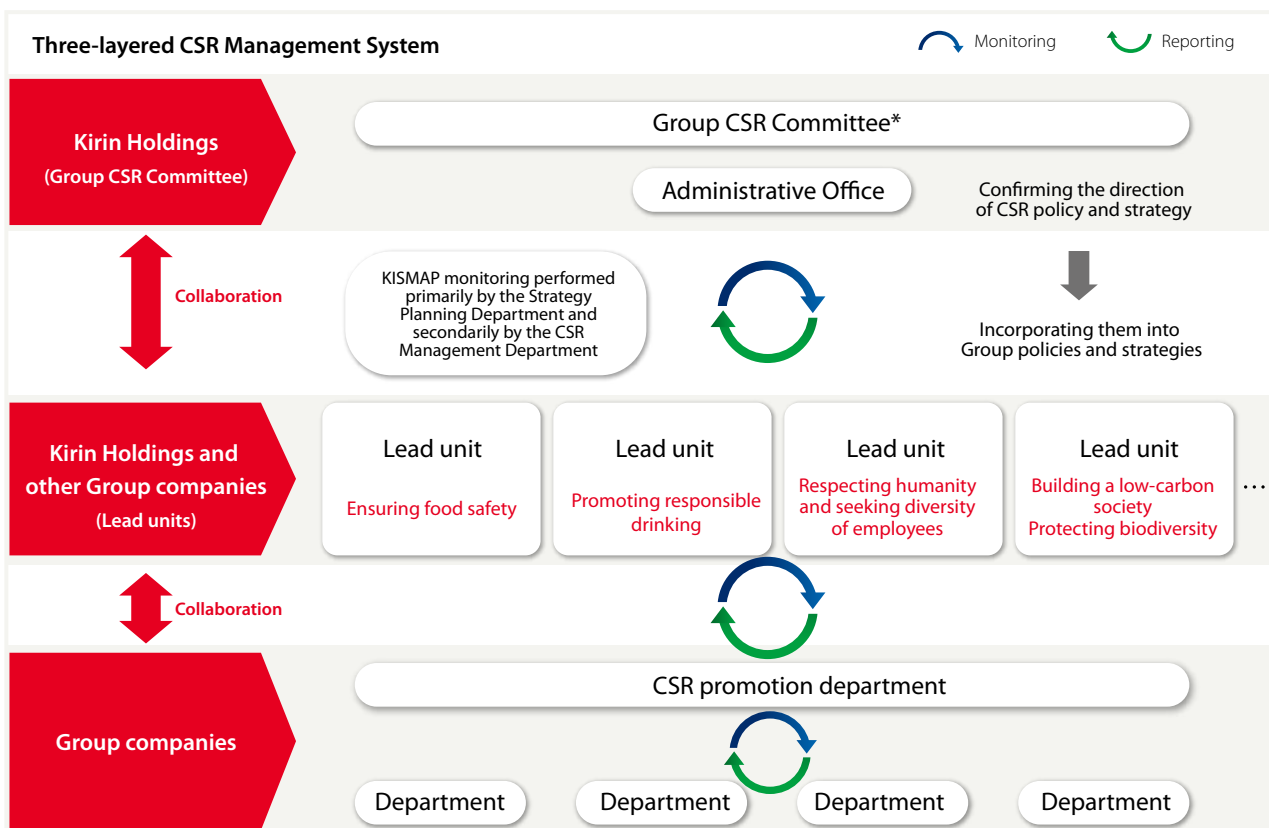 Three-layered CSR Management System
Monitoring
Reporting
Kirin Holdings
(Group CSR Committee)
Group CSR Committee*
Administrative Office
Confirming the direction
of CSR policy and strategy
Collaboration
KISMAP monitoring performed
primarily by the Strategy
Planning Department and
secondarily by the CSR
Management Department
Incorporating them into
Group policies and strategies
Kirin Holdings and
other Group companies
(Lead units)
Lead unit
Ensuring food safety
Lead unit
Promoting responsible
drinking
Lead unit
Respecting humanity
and seeking diversity
of employees
Lead unit
Building a low-carbon
society
Protecting biodiversity
...
Collaboration
Group companies
CSR promotion department
Department
Department
Department
Department